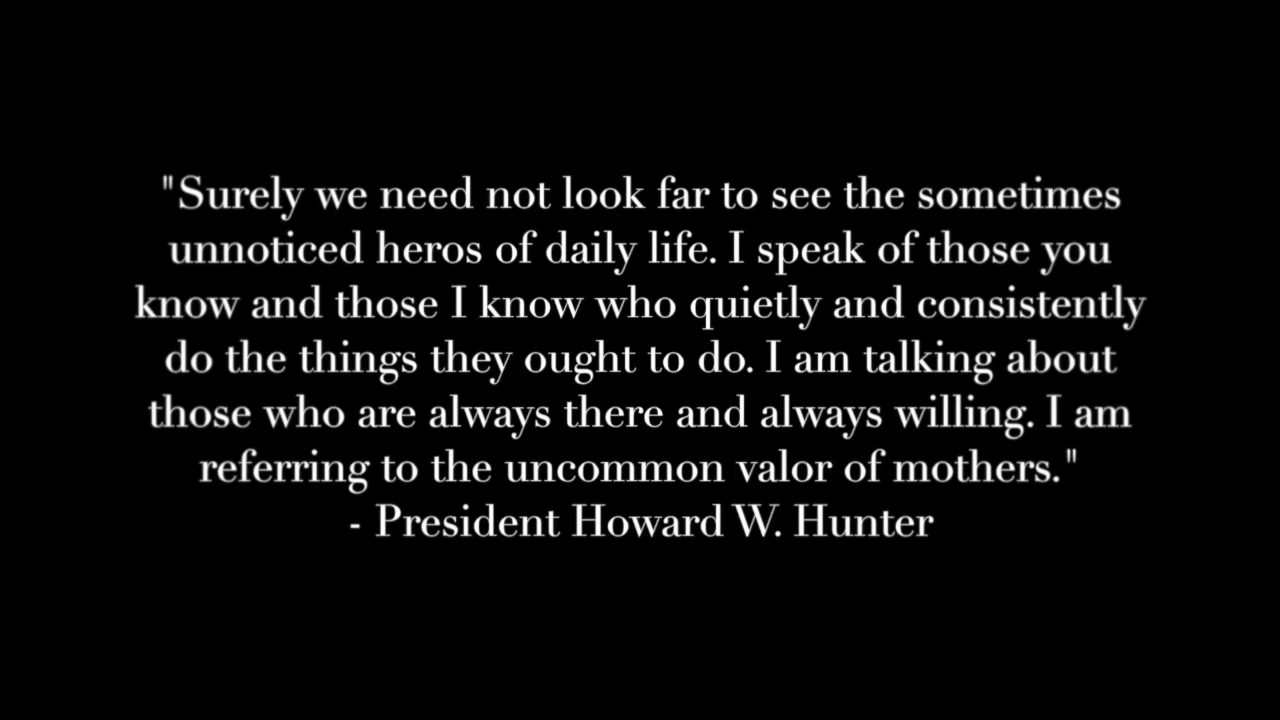 "Surely we need not look far to see the sometimes
unnoticed heros of daily life. I speak of those you
know and those I know who quietly and consistently
do the things they ought to do. I am talking about
those who are always there and always willing. I am
referring to the uncommon valor of mothers."
- President Howard W. Hunter